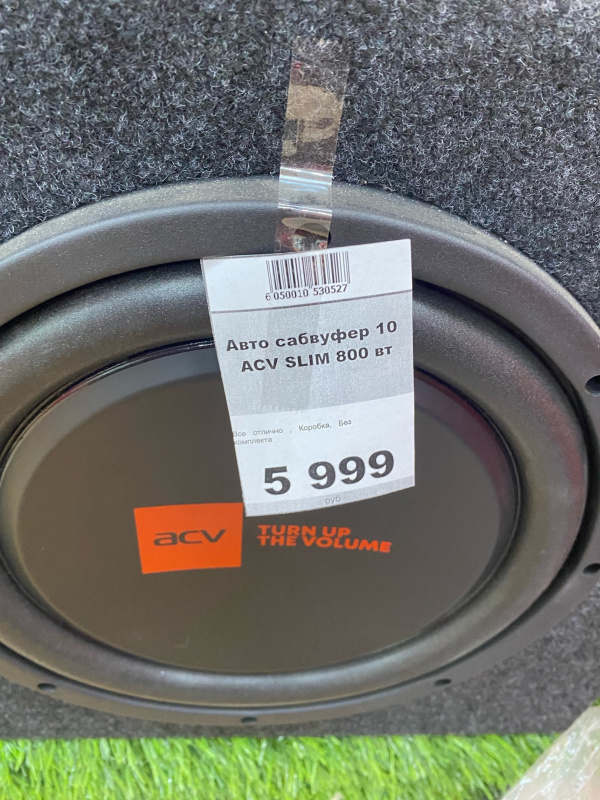 6 050010 530527
Авто сабвуфер 10
ACV SLIM 800 вт
Все отлично , Коробка, Без
комплекта
5 999
руб
acv
TURN UP
THE VOLUME